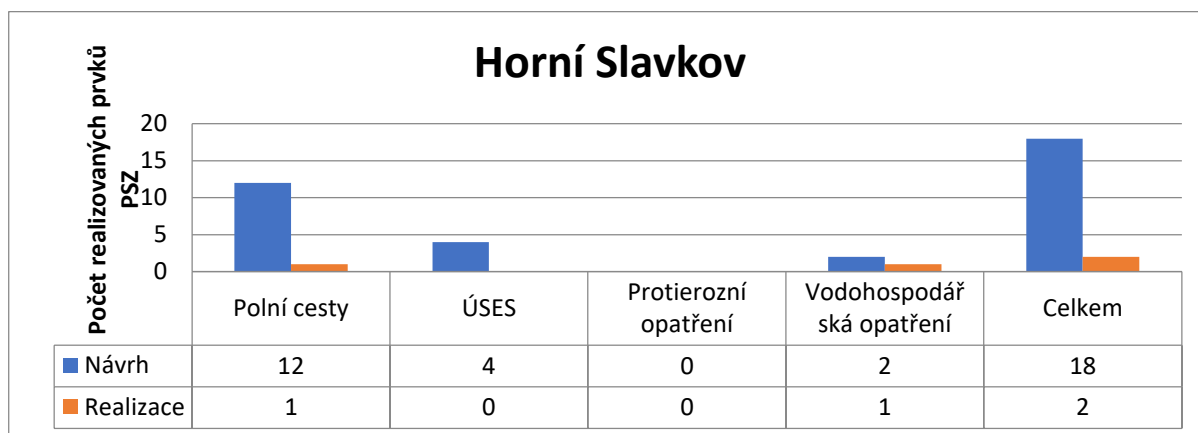 Horní Slavkov
Počet realizovaných prvků
PSZ
20
15
10
5
0
Polní cesty
ÚSES
Protierozní
opatření
Vodohospodář
ská opatření
Celkem
Návrh 12 4 0 2 18
Realizace 1 0 0 1 2